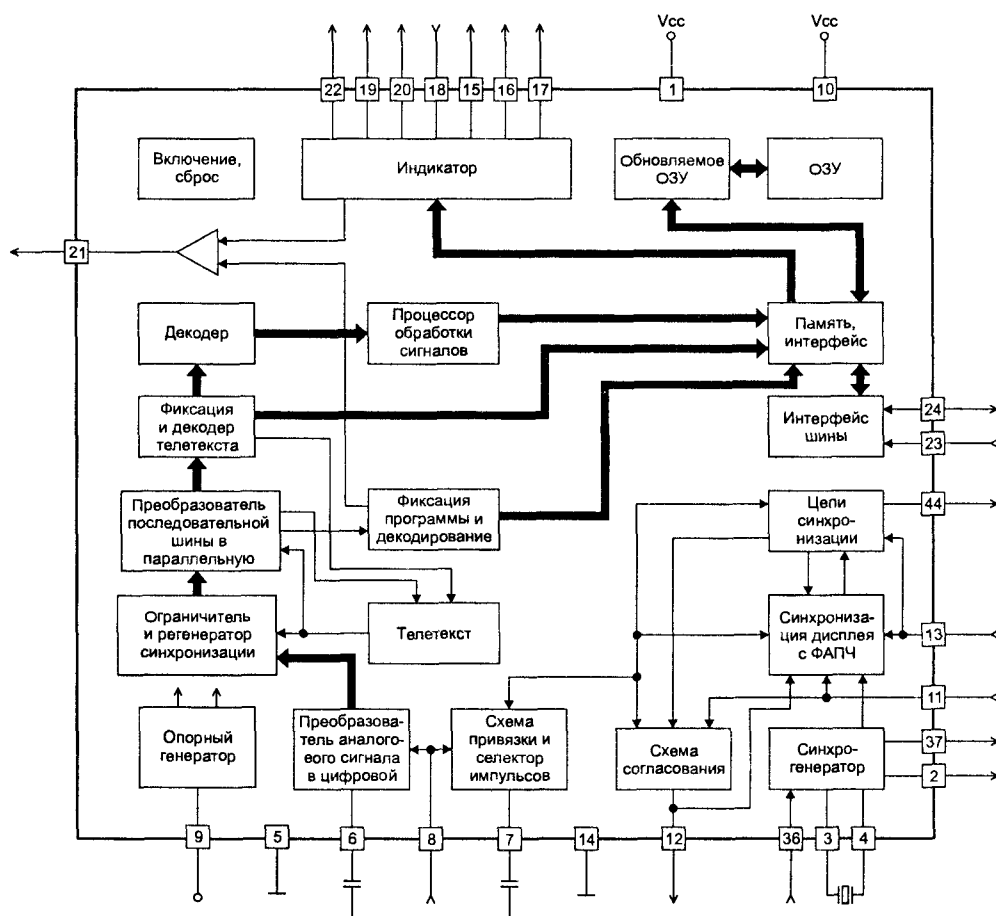 Vcc
Vcc
22
19
20
18
15
16
17
1
10
Включение,
сброс
Индикатор
Обновляемое
ОЗУ
ОЗУ
21
Декодер
Процессор
обработки
сигналов
Память,
интерфейс
Фиксация
и декодер
телетекста
Интерфейс
шины
24
23
Преобразователь
последовательной
шины в
параллельную
Фиксация
программы и
декодирование
Цепи
синхро-
низации
44
Ограничитель
и регенератор
синхронизации
Телетекст
Синхрониза-
ция дисплея
с ФАПЧ
13
11
Опорный
генератор
Преобразова-
тель аналого-
евого сигнала
в цифровой
Схема
привязки и
селектор
импульсов
Схема
согласования
Синхро-
генератор
37
2
9
5
6
8
7
14
12
36
3
4